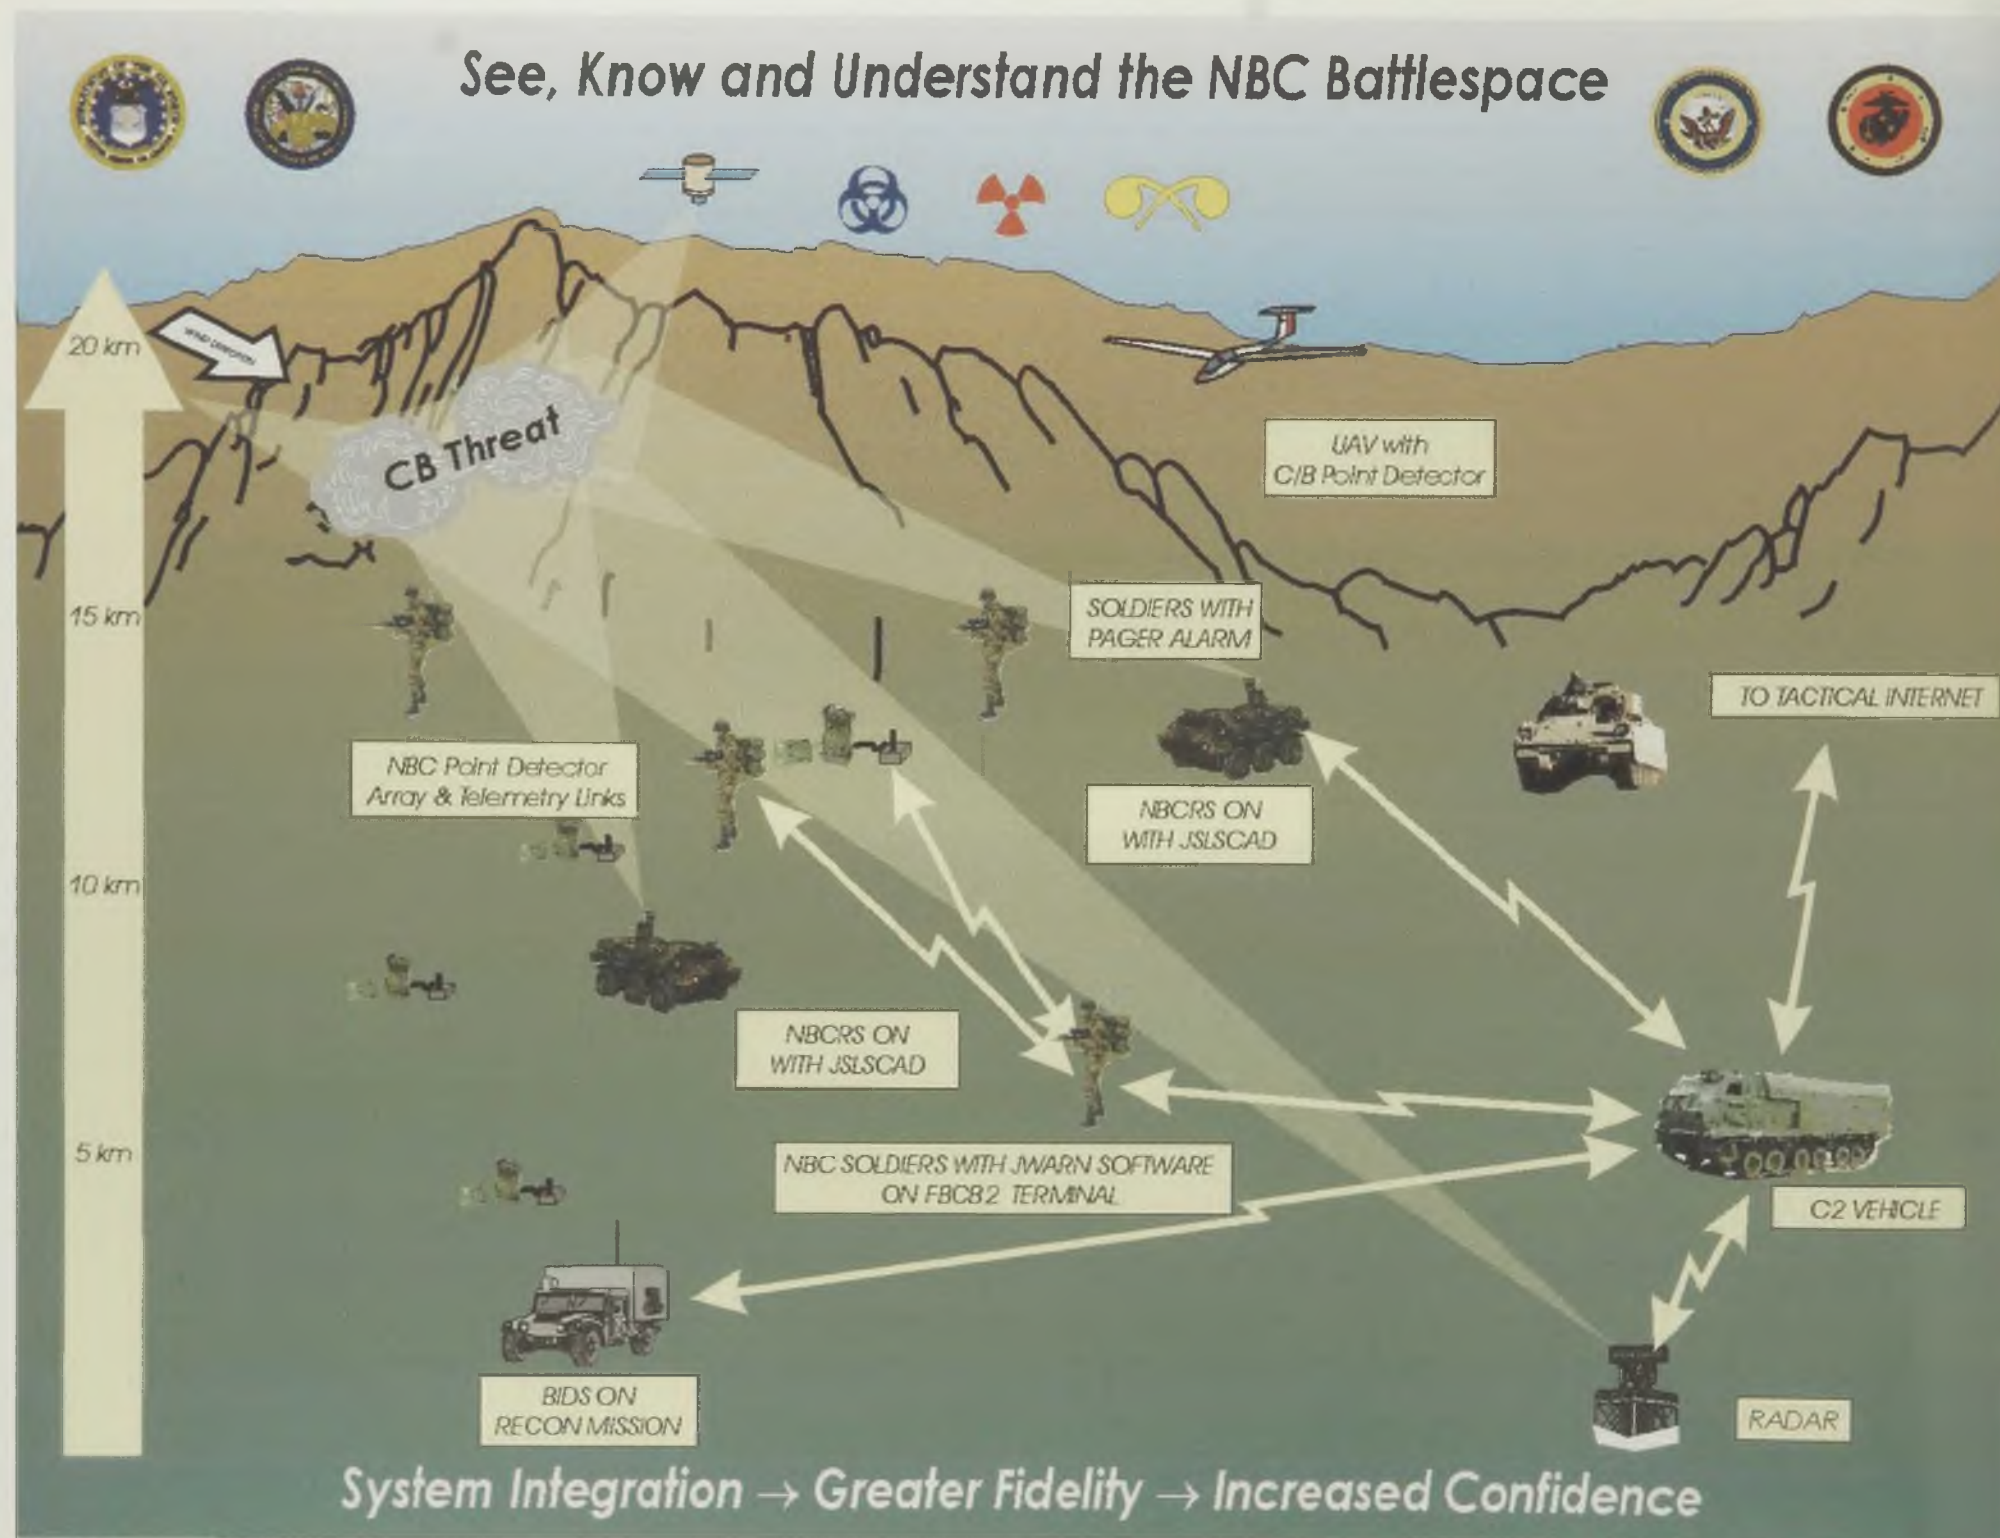 See, Know and Understand the NBC Battlespace
WIND DIRECTION
20 km
CB Threat
UAV with
C/B Point Detector
15 km
SOLDIERS WITH
PAGER ALARM
TO TACTICAL INTERNET
NBC Point Detector
Array & Telemetry Links
NBCRS ON
WITH JSLSCAD
10 km
NBCRS ON
WITH JSLSCAD
5 km
NBC SOLDIERS WITH JWARN SOFTWARE
ON FBCB2 TERMINAL
C2 VEHICLE
BIDS ON
RECON MISSION
RADAR
System Integration → Greater Fidelity → Increased Confidence